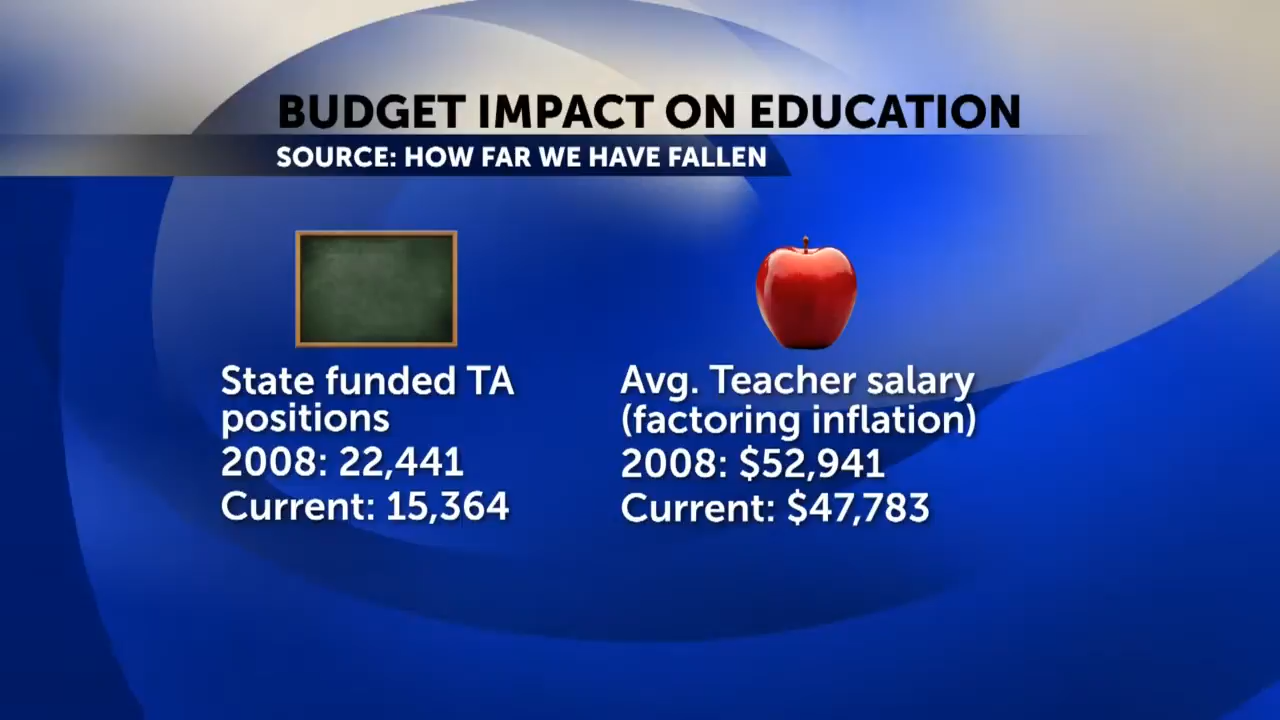 BUDGET IMPACT ON EDUCATION
SOURCE: HOW FAR WE HAVE FALLEN
State funded TA
positions
2008: 22,441
Current: 15,364
Avg. Teacher salary
(factoring inflation)
2008: $52,941
Current: $47,783